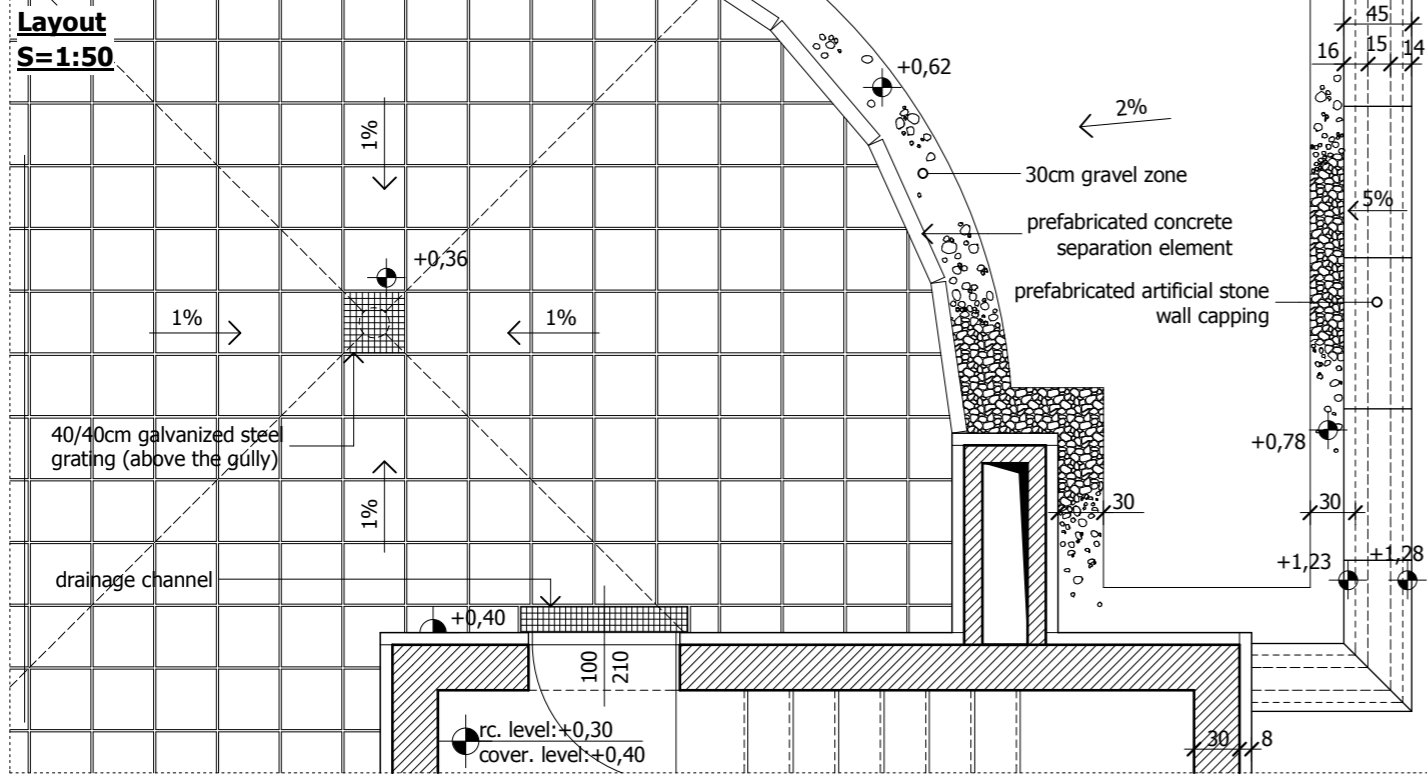 Layout
S=1:50
45
16
15
14
+0,62
2%
1%
30cm gravel zone
5%
prefabricated concrete
separation element
+0,36
prefabricated artificial stone
wall capping
1%
1%
40/40cm galvanized steel
grating (above the gully)
+0,78
1%
30
30
drainage channel
+1,23
+1,28
+0,40
100
210
rc. level:+0,30
cover. level:+0,40
30
8